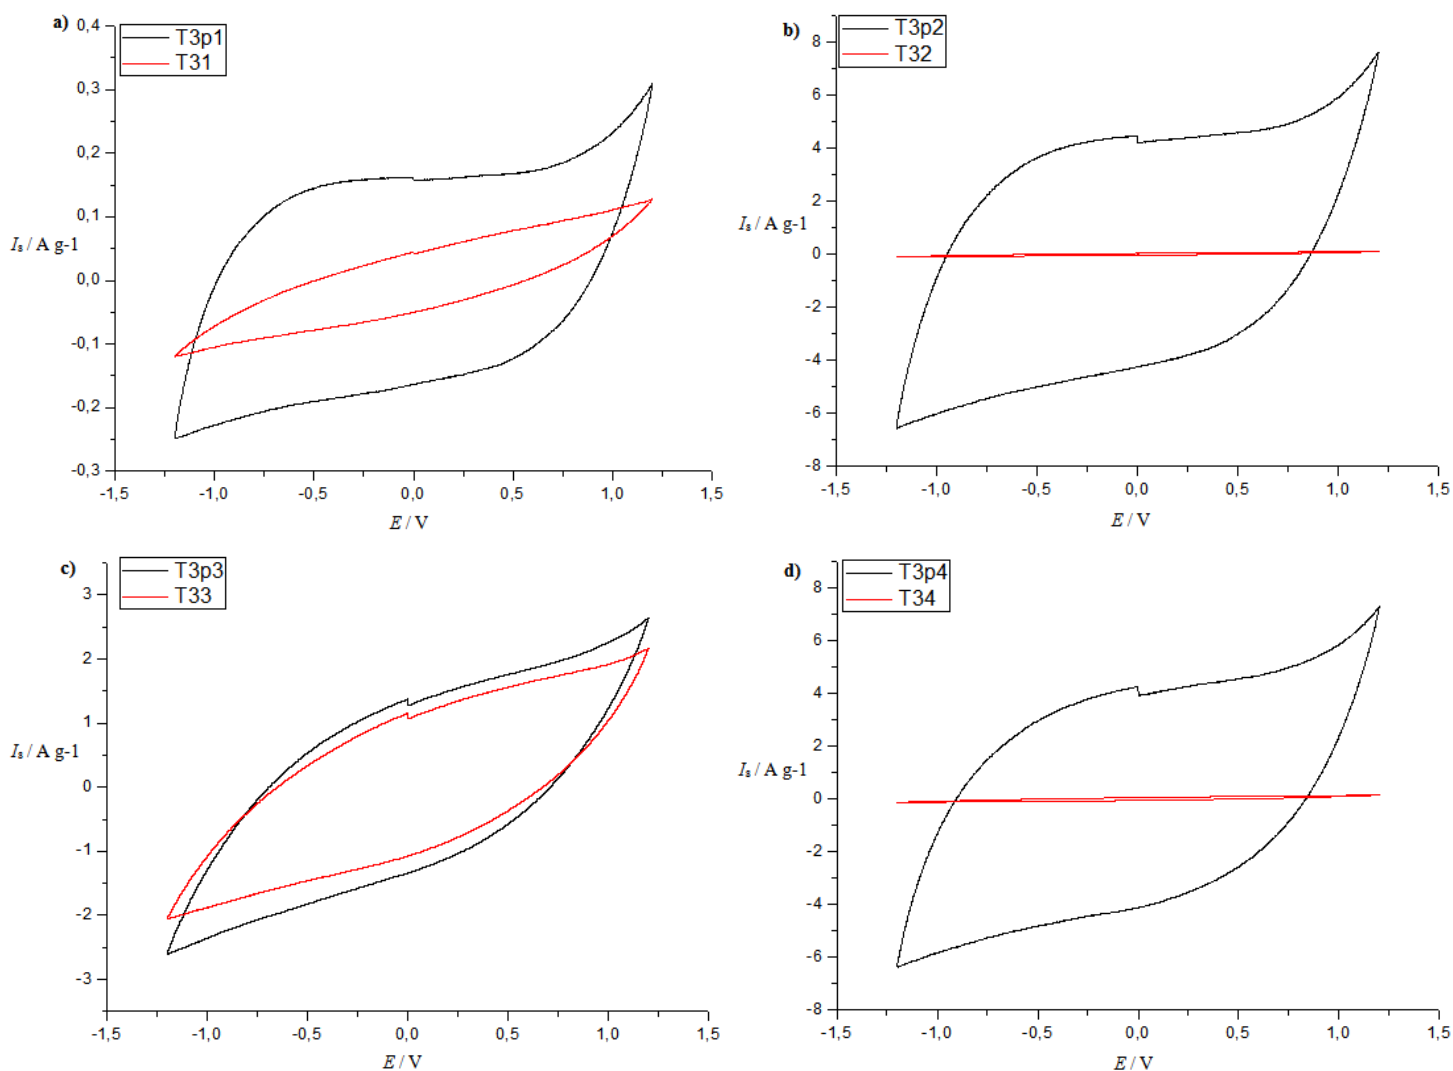 a)
T3p1
T31
0,4
0,3
0,2
0,1
0,0
-0,1
-0,2
-0,3
Is / A g-1
-1,5 -1,0 -0,5 0,0 0,5 1,0 1,5
E / V
b)
T3p2
T32
8
6
4
2
0
-2
-4
-6
-8
Is / A g-1
-1,5 -1,0 -0,5 0,0 0,5 1,0 1,5
E / V
c)
T3p3
T33
3
2
1
0
-1
-2
-3
Is / A g-1
-1,5 -1,0 -0,5 0,0 0,5 1,0 1,5
E / V
d)
T3p4
T34
8
6
4
2
0
-2
-4
-6
-8
Is / A g-1
-1,5 -1,0 -0,5 0,0 0,5 1,0 1,5
E / V